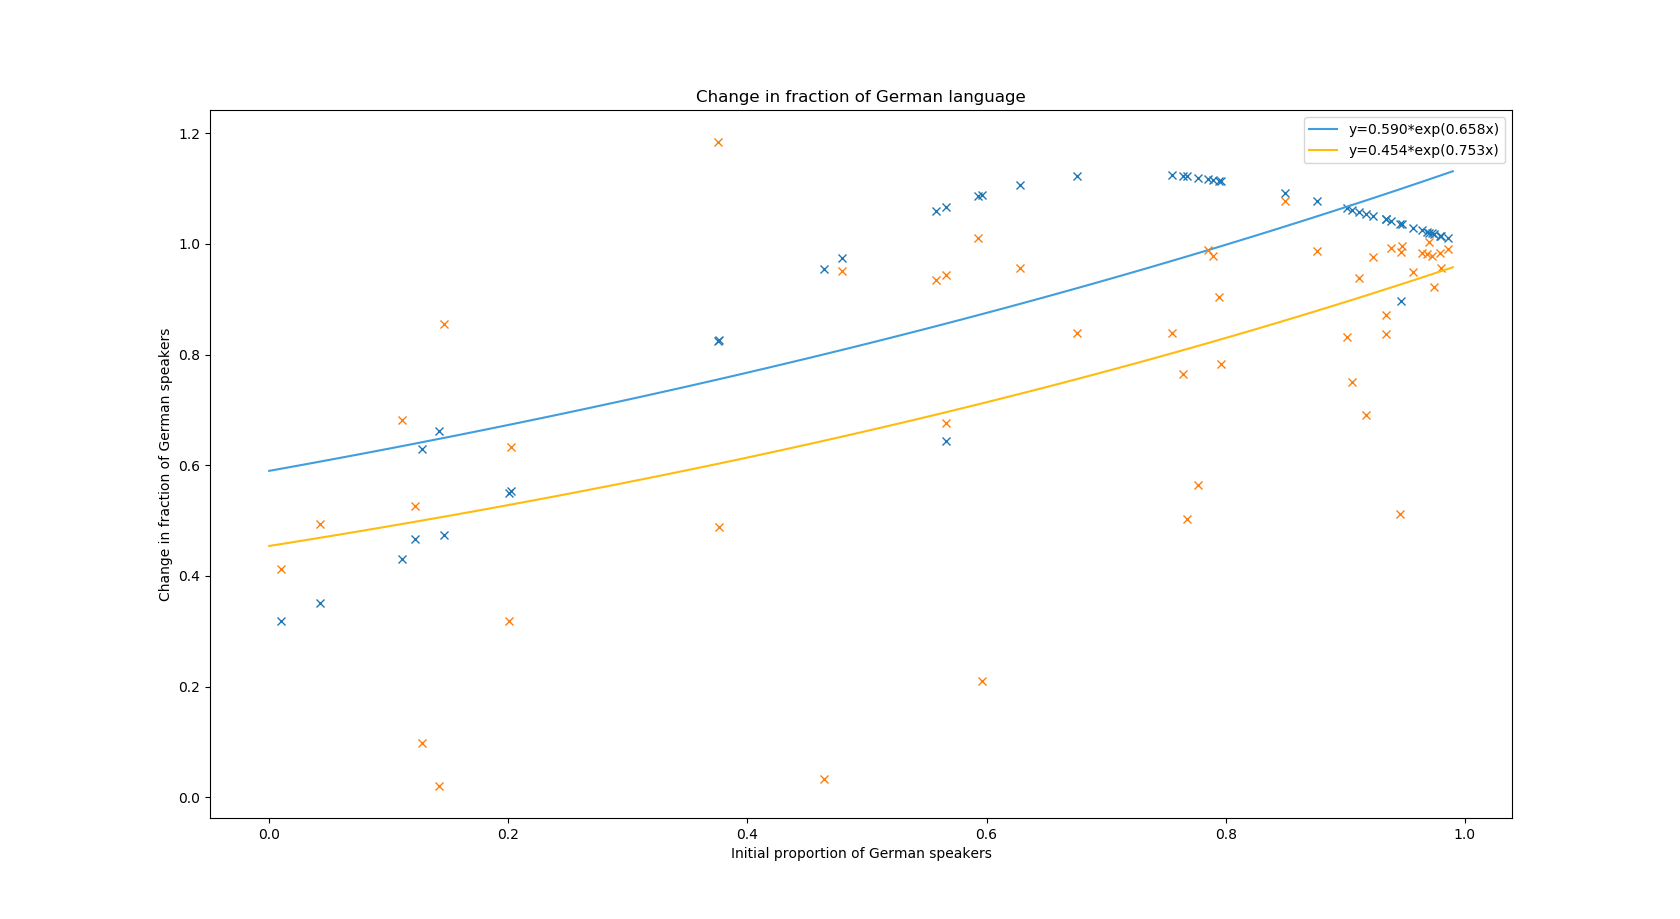 Change in fraction of German language
y=0.590*exp(0.658x)
y=0.454*exp(0.753x)
1.2
1.0
0.8
0.6
0.4
0.2
0.0
Change in fraction of German speakers
0.0 0.2 0.4 0.6 0.8 1.0
Initial proportion of German speakers